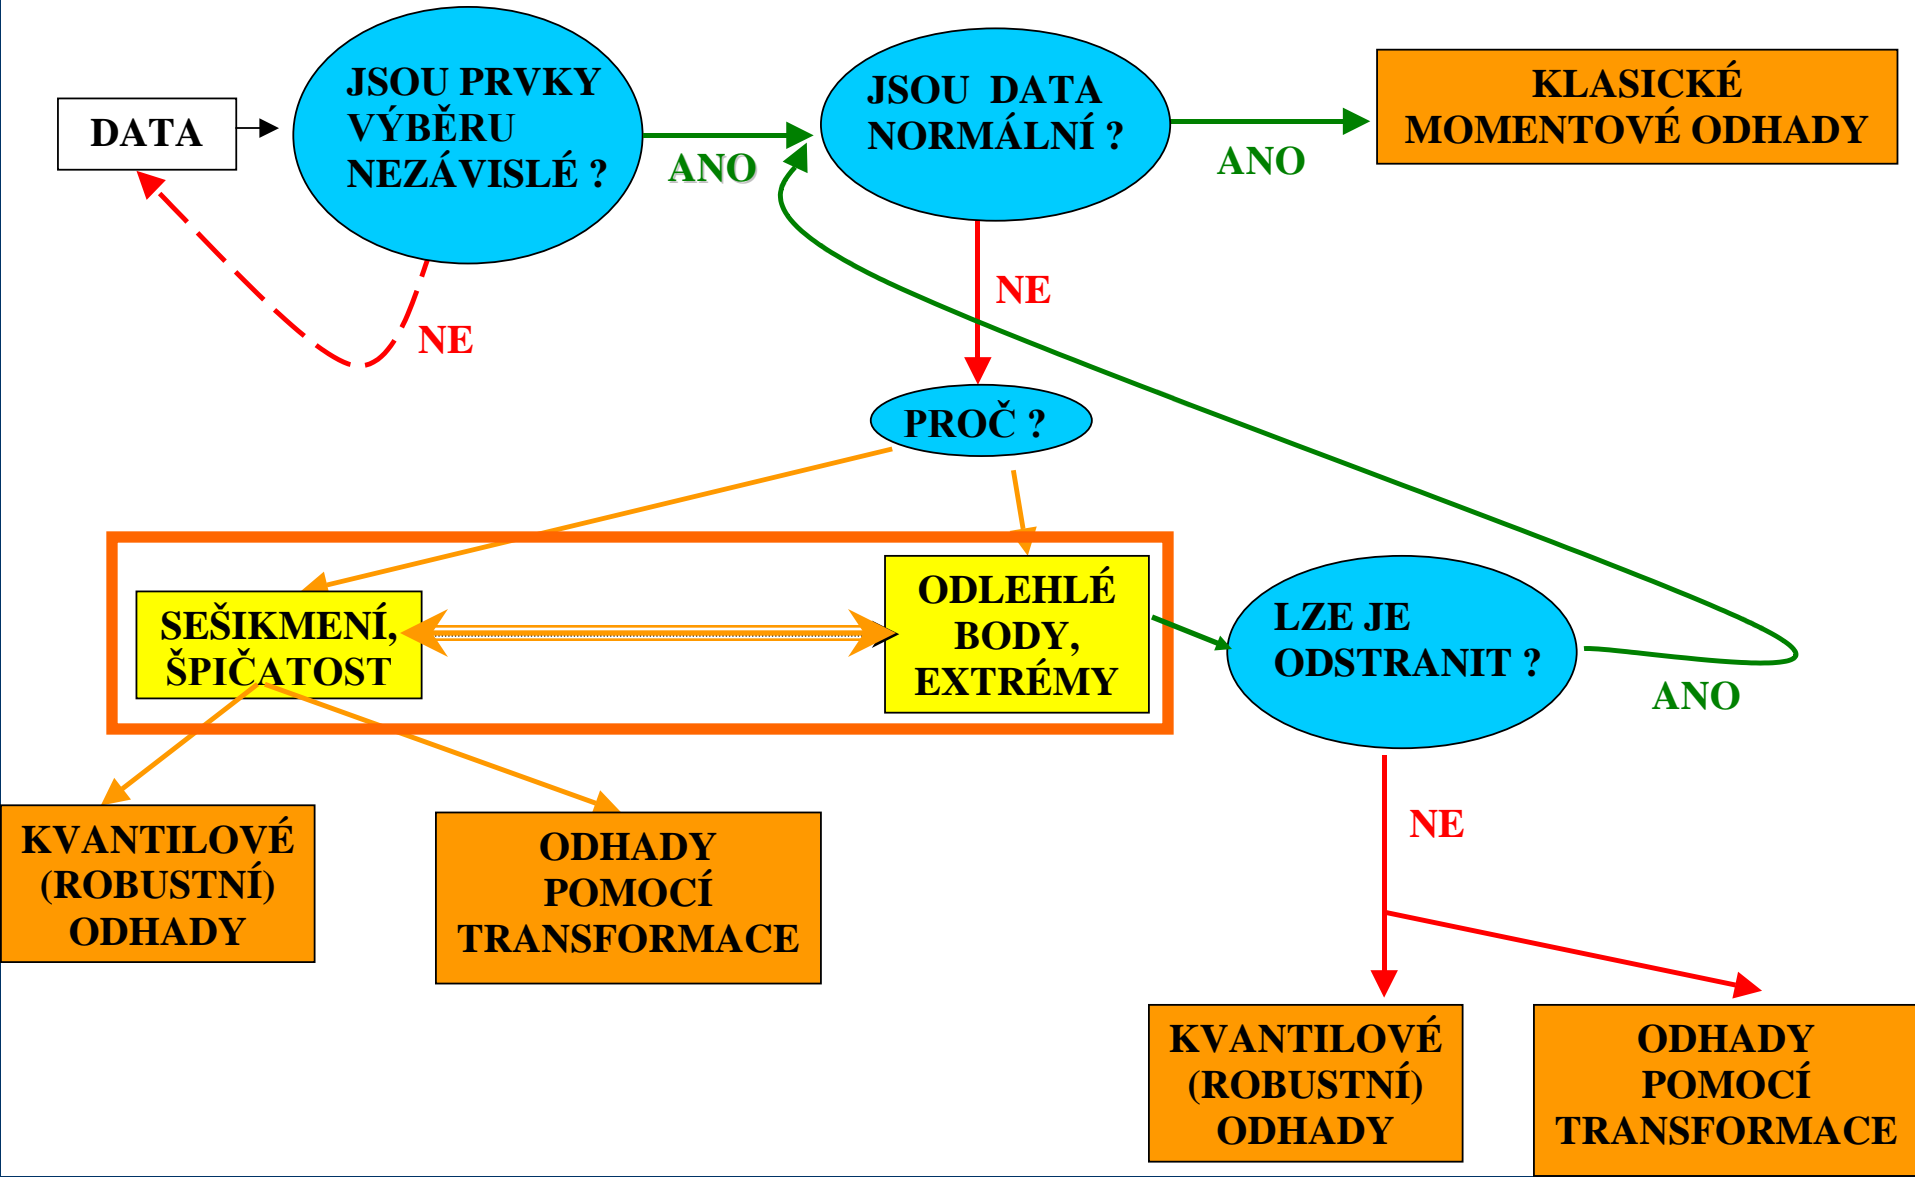 DATA
JSOU PRVKY
VÝBĚRU
NEZÁVISLÉ ?
ANO
JSOU DATA
NORMÁLNÍ ?
ANO
KLASICKÉ
MOMENTOVÉ ODHADY
NE
NE
PROČ ?
SEŠIKMENÍ,
ŠPIČATOST
ODLEHLÉ
BODY,
EXTRÉMY
LZE JE
ODSTRANIT ?
ANO
NE
KVANTILOVÉ
(ROBUSTNÍ)
ODHADY
ODHADY
POMOCÍ
TRANSFORMACE
KVANTILOVÉ
(ROBUSTNÍ)
ODHADY
ODHADY
POMOCÍ
TRANSFORMACE